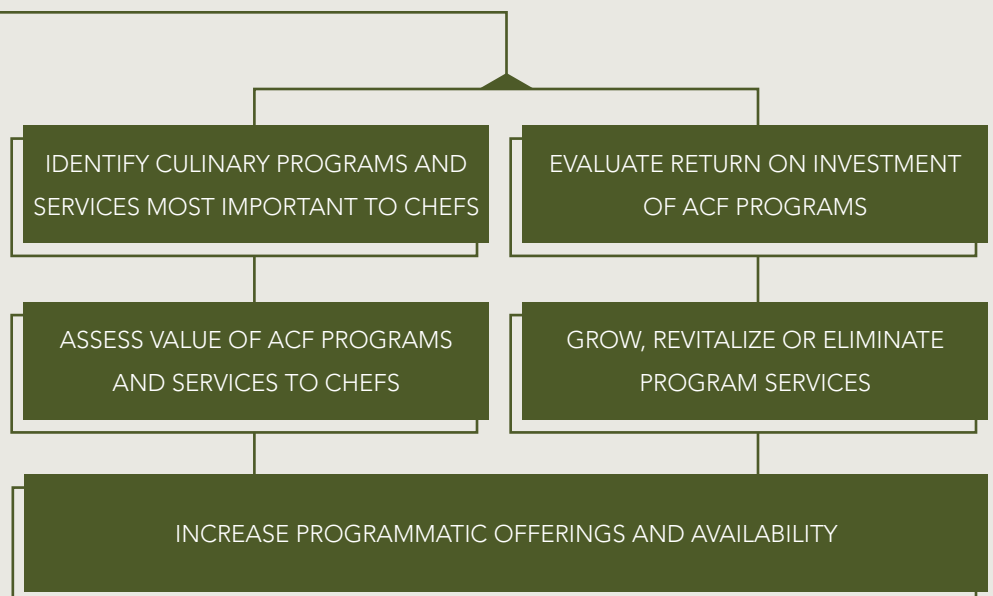 IDENTIFY CULINARY PROGRAMS AND
SERVICES MOST IMPORTANT TO CHEFS
EVALUATE RETURN ON INVESTMENT
OF ACF PROGRAMS
ASSESS VALUE OF ACF PROGRAMS
AND SERVICES TO CHEFS
GROW, REVITALIZE OR ELIMINATE
PROGRAM SERVICES
INCREASE PROGRAMMATIC OFFERINGS AND AVAILABILITY